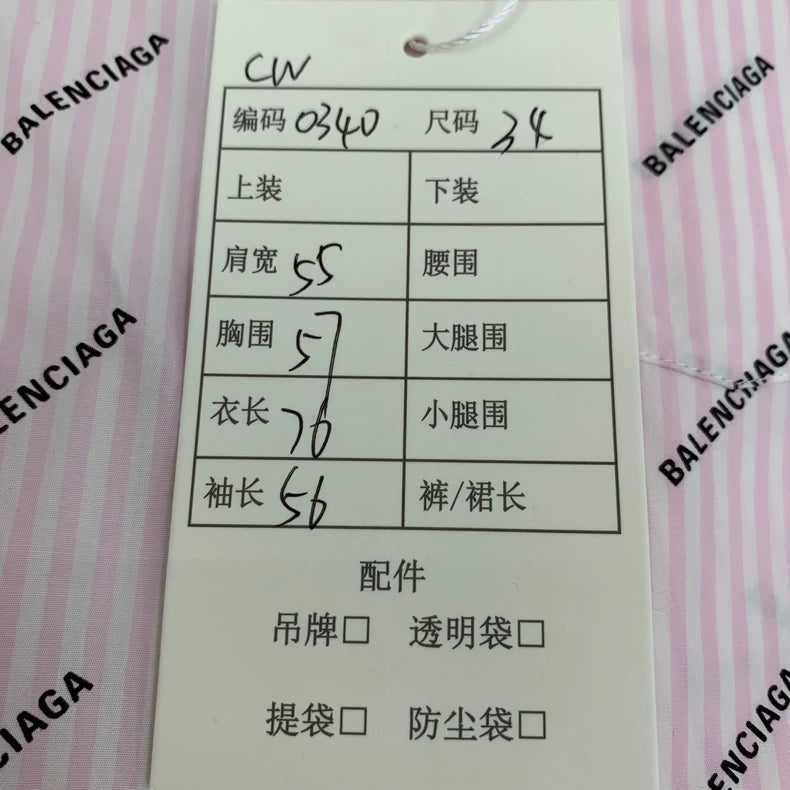 CW
编码 0340 尺码 34
上装 下装
肩宽 55 腰围
胸围 57 大腿围
衣长 76 小腿围
袖长 56 裤/裙长
配件
吊牌□ 透明袋□
提袋□ 防尘袋□
BALENCIAGA
BALENCIAGA
ENCIAGA
BALENCIAGA
CIAGA
BALENCIAGA